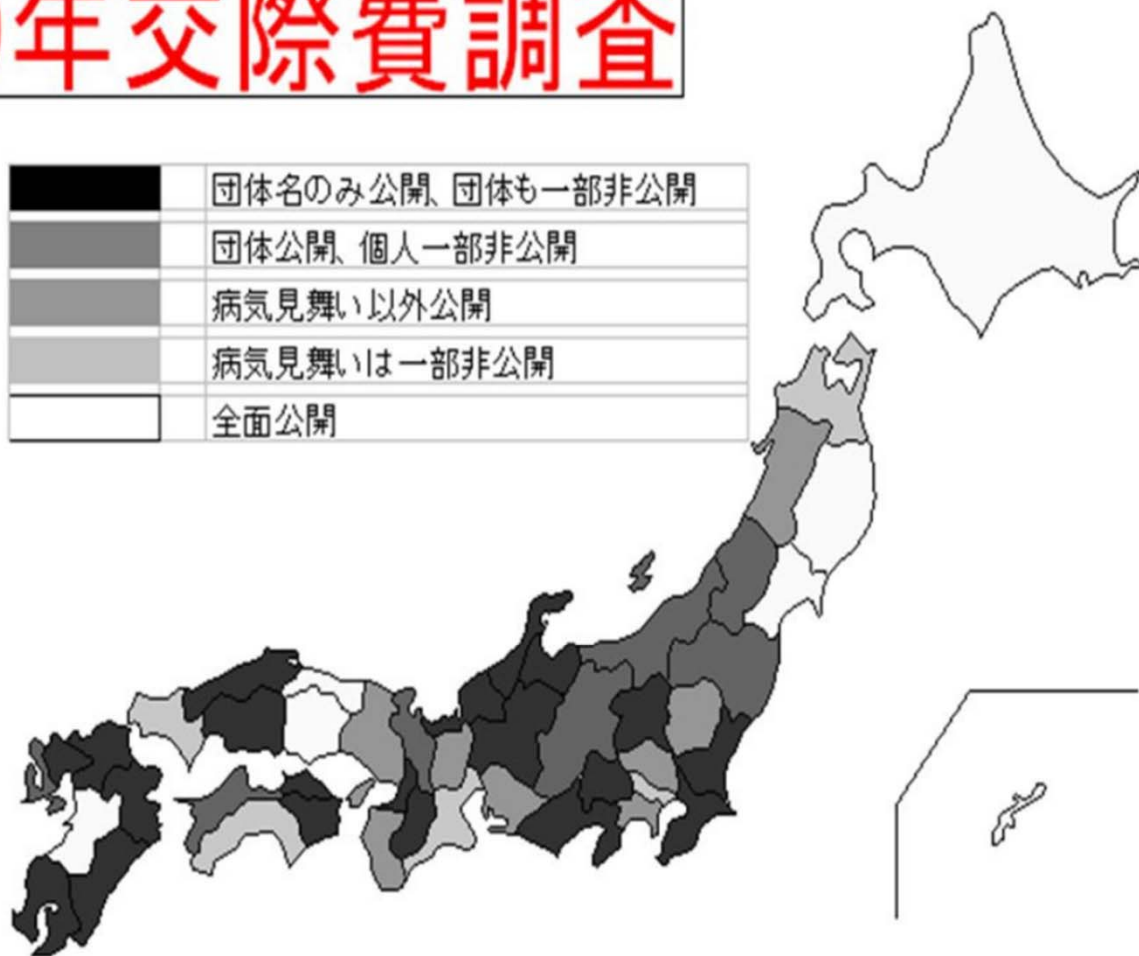 年交際費調査
団体名のみ公開、団体も一部非公開
団体公開、個人一部非公開
病気見舞い以外公開
病気見舞いは一部非公開
全面公開